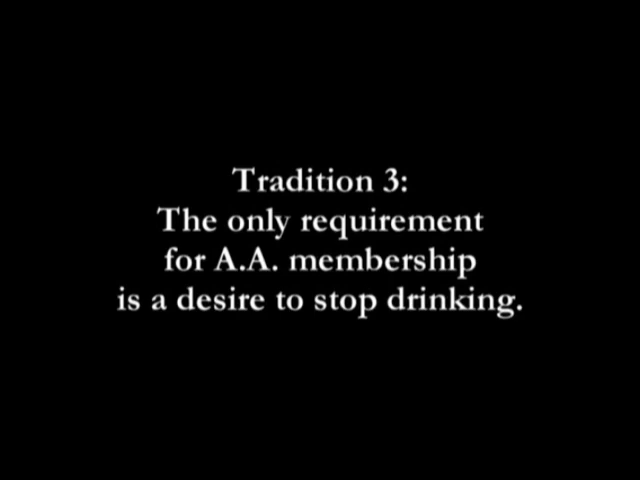 Tradition 3:
The only requirement
for A.A. membership
is a desire to stop drinking.